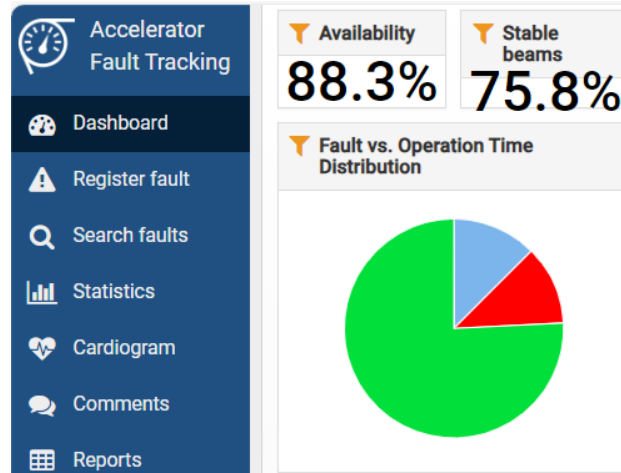 Accelerator
Fault Tracking
Dashboard
Register fault
Search faults
Statistics
Cardiogram
Comments
Reports
Availability
88.3%
Stable
beams
75.8%
Fault vs. Operation Time
Distribution